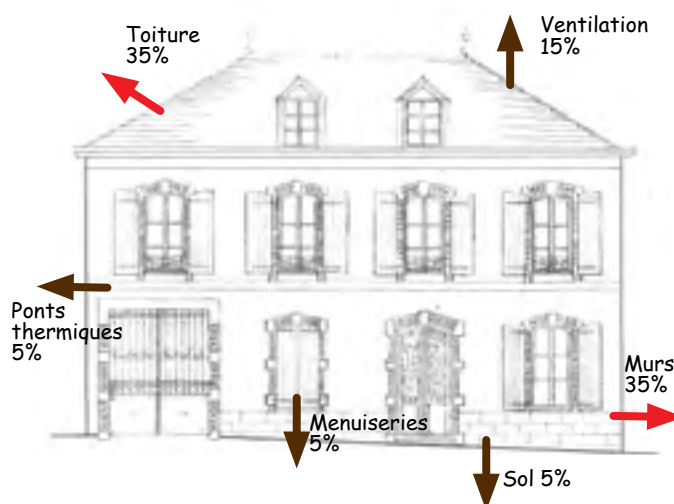 Toiture
35%
Ventilation
15%
Ponts
thermiques
5%
Murs
35%
Menuiseries
5%
Sol 5%